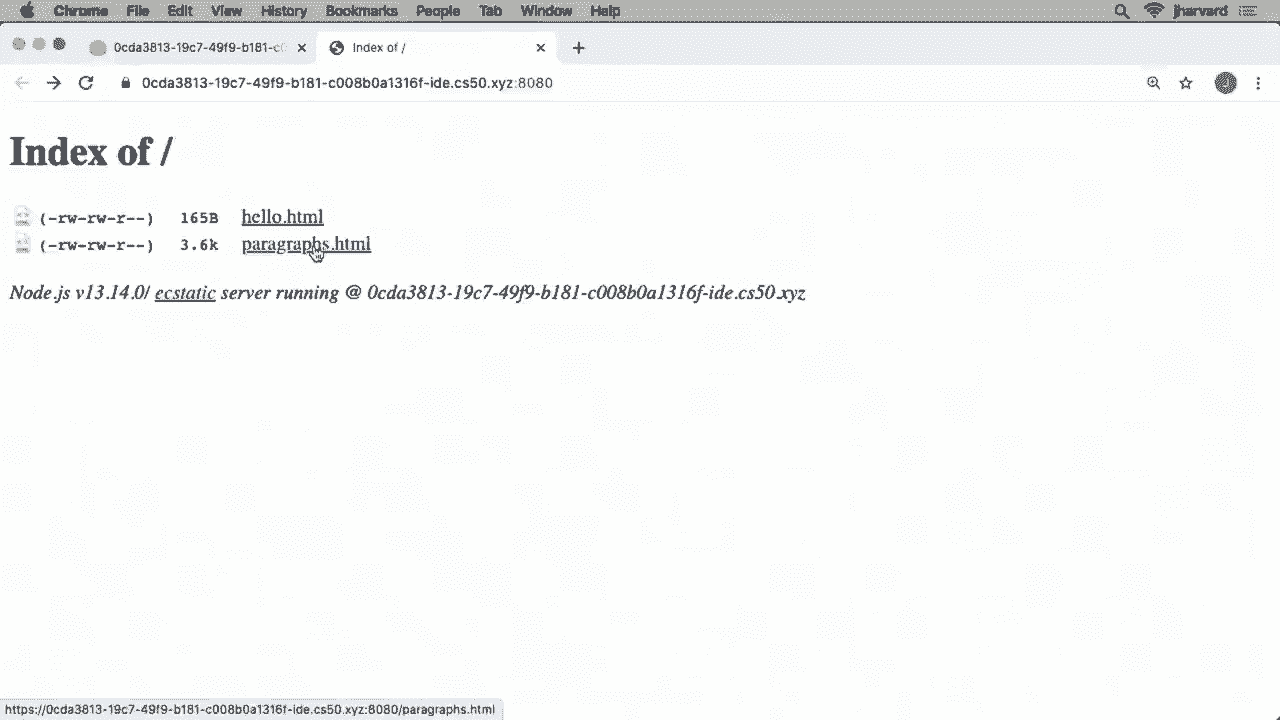 Chrome File Edit View History Bookmarks People Tab Window Help jharvard
0cda3813-19c7-49f9-b181-c Index of /
0cda3813-19c7-49f9-b181-c008b0a1316f-ide.cs50.xyz:8080
Index of /
(-rw-rw-r--) 165B hello.html
(-rw-rw-r--) 3.6k paragraphs.html
Node.js v13.14.0/ ecstatic server running @ 0cda3813-19c7-49f9-b181-c008b0a1316f-ide.cs50.xyz
https://0cda3813-19c7-49f9-b181-c008b0a1316f-ide.cs50.xyz:8080/paragraphs.html